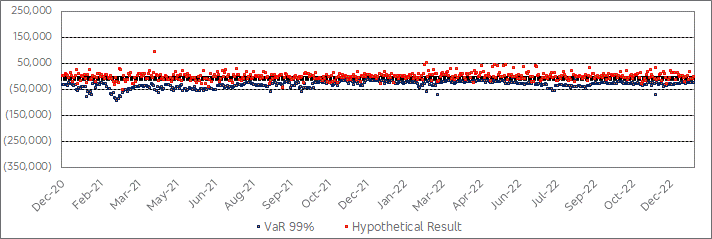 250,000
150,000
50,000
(50,000)
(150,000)
(250,000)
(350,000)
Dec-20
Feb-21
Mar-21
May-21
Jun-21
Aug-21
Sep-21
Oct-21
Dec-21
Jan-22
Mar-22
Apr-22
Jun-22
Jul-22
Sep-22
Oct-22
Dec-22
VaR 99%
Hypothetical Result